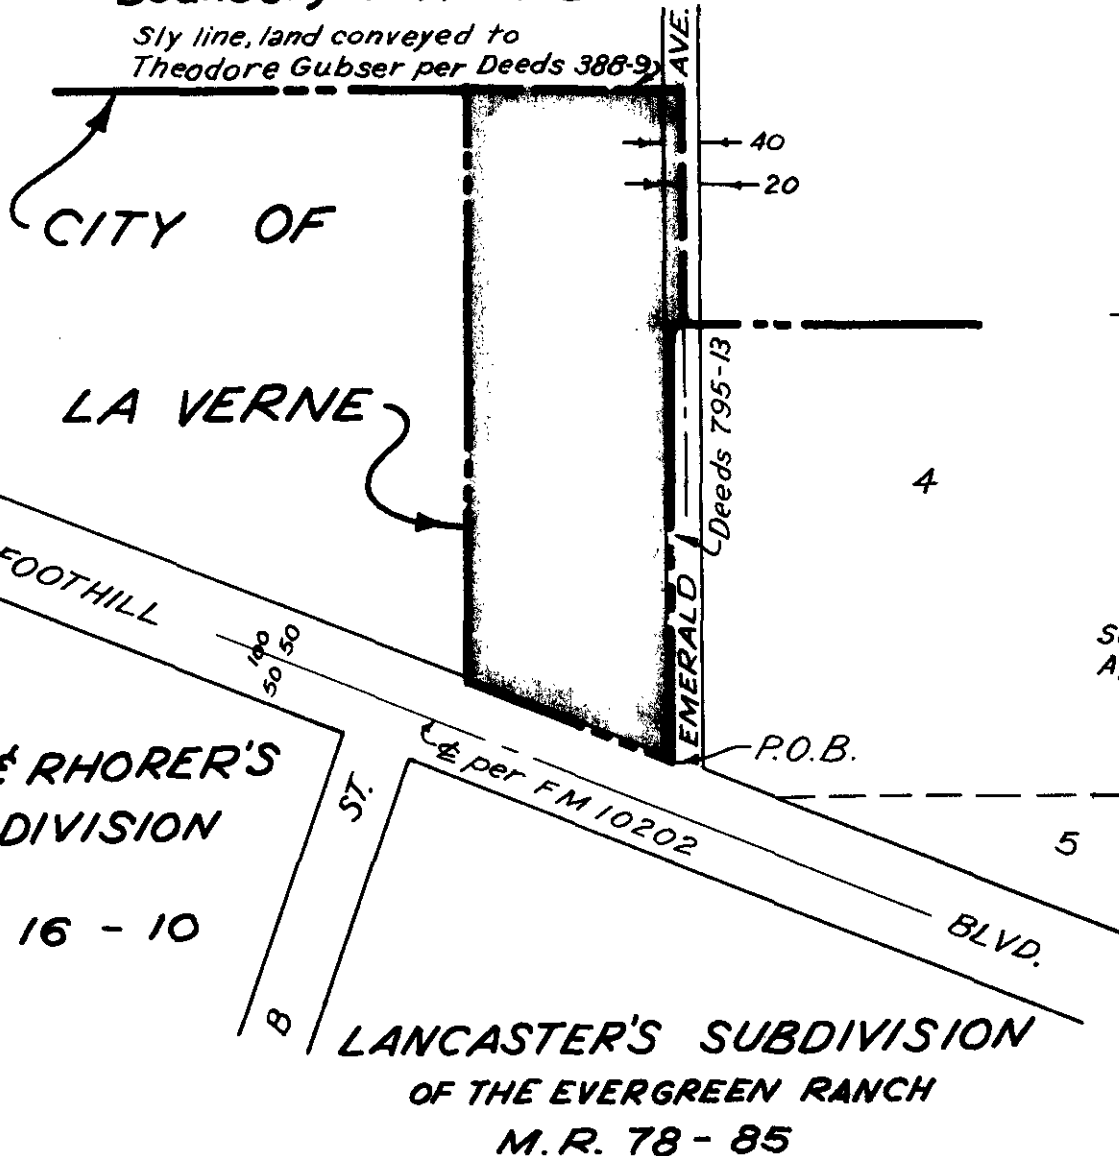 Sly line, land conveyed to
Theodore Gubser per Deeds 388-9
AVE.
40
20
CITY OF
LA VERNE
Deeds 795-13
4
FOOTHILL
100
50
50
EMERALD
P.O.B.
℄ per FM 10202
& RHORER'S
ST.
DIVISION
5
16 - 10
BLVD.
B
LANCASTER'S SUBDIVISION
OF THE EVERGREEN RANCH
M.R. 78 - 85